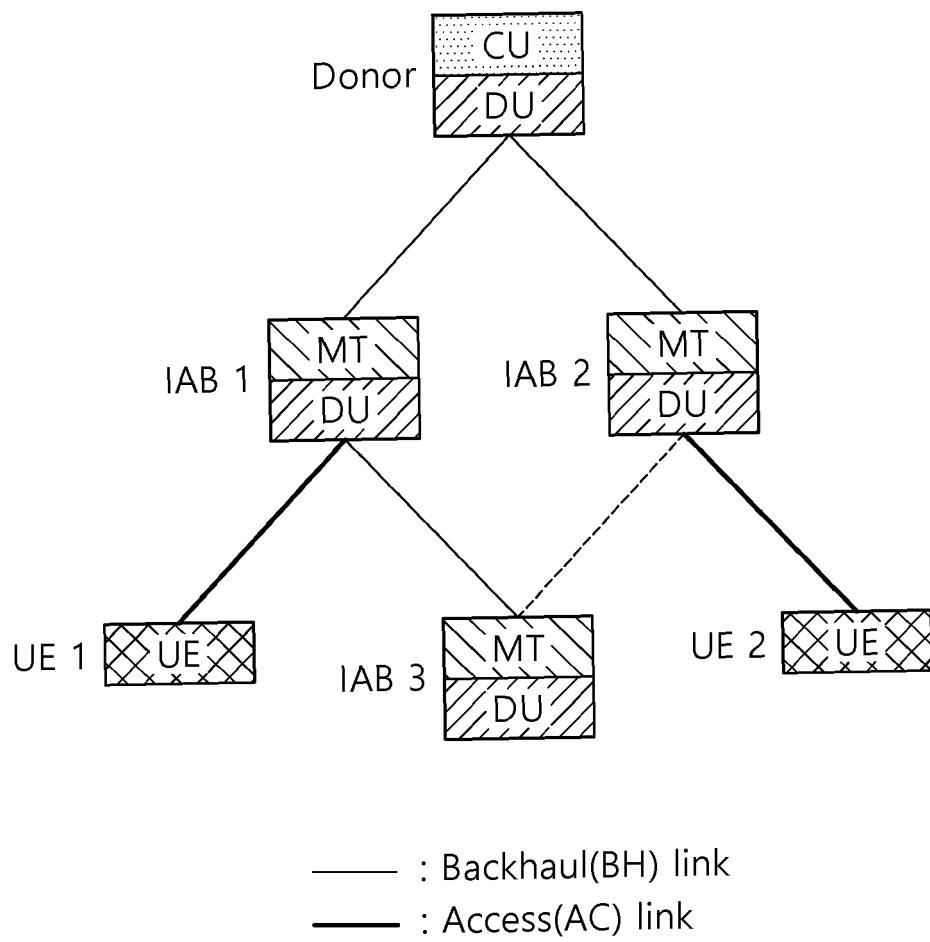 CU
Donor
DU
MT
IAB 1
DU
MT
IAB 2
DU
UE 1
UE
MT
IAB 3
DU
UE 2
UE
: Backhaul(BH) link
: Access(AC) link